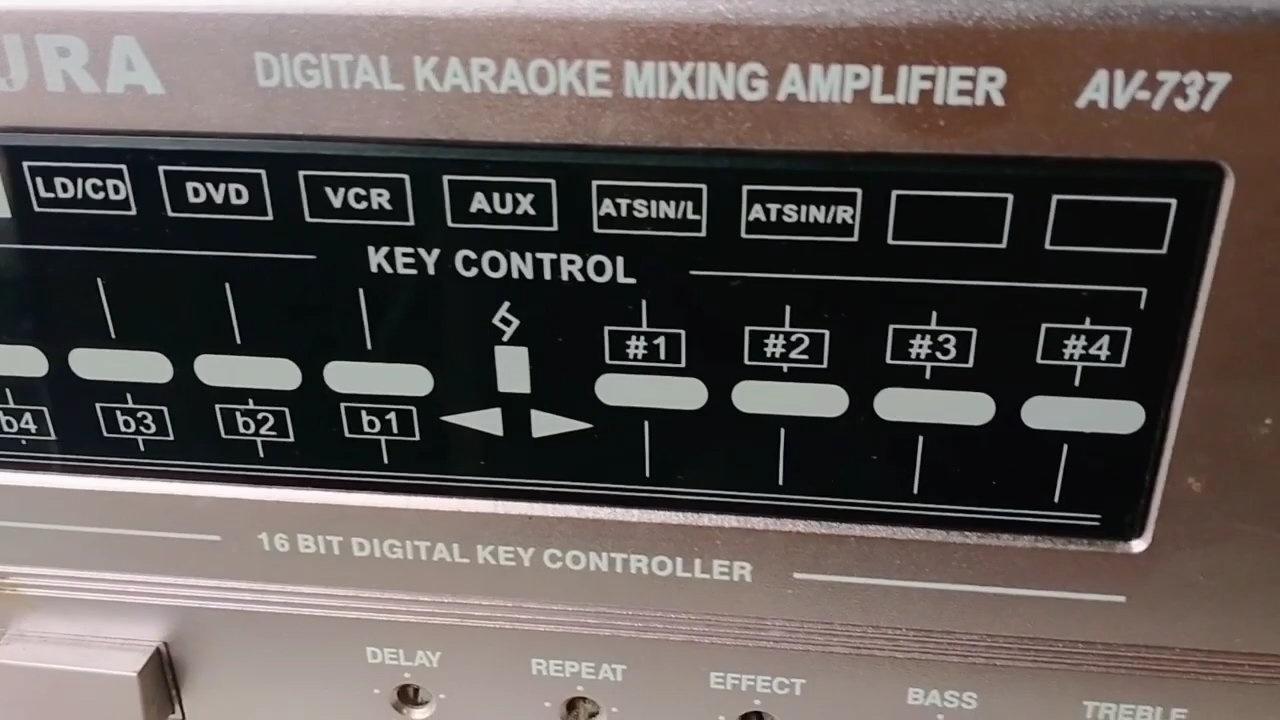 URA DIGITAL KARAOKE MIXING AMPLIFIER AV-737
LD/CD DVD VCR AUX ATSIN/L ATSIN/R
KEY CONTROL
#1 #2 #3 #4
b4 b3 b2 b1
16 BIT DIGITAL KEY CONTROLLER
DELAY REPEAT EFFECT BASS TREBLE